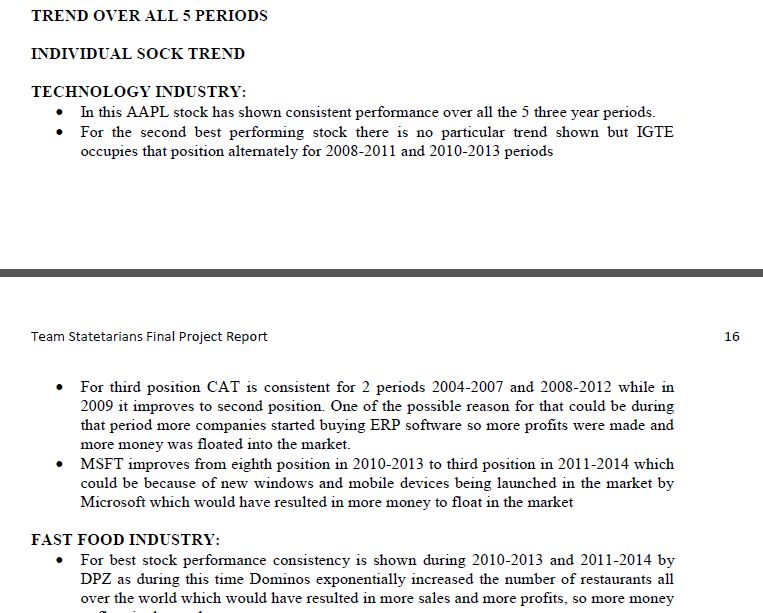 TREND OVER ALL 5 PERIODS
INDIVIDUAL SOCK TREND
TECHNOLOGY INDUSTRY:
• In this AAPL stock has shown consistent performance over all the 5 three year periods.
• For the second best performing stock there is no particular trend shown but IGTE
occupies that position alternately for 2008-2011 and 2010-2013 periods
Team Statetarians Final Project Report 16
• For third position CAT is consistent for 2 periods 2004-2007 and 2008-2012 while in
2009 it improves to second position. One of the possible reason for that could be during
that period more companies started buying ERP software so more profits were made and
more money was floated into the market.
• MSFT improves from eighth position in 2010-2013 to third position in 2011-2014 which
could be because of new windows and mobile devices being launched in the market by
Microsoft which would have resulted in more money to float in the market
FAST FOOD INDUSTRY:
• For best stock performance consistency is shown during 2010-2013 and 2011-2014 by
DPZ as during this time Dominos exponentially increased the number of restaurants all
over the world which would have resulted in more sales and more profits, so more money